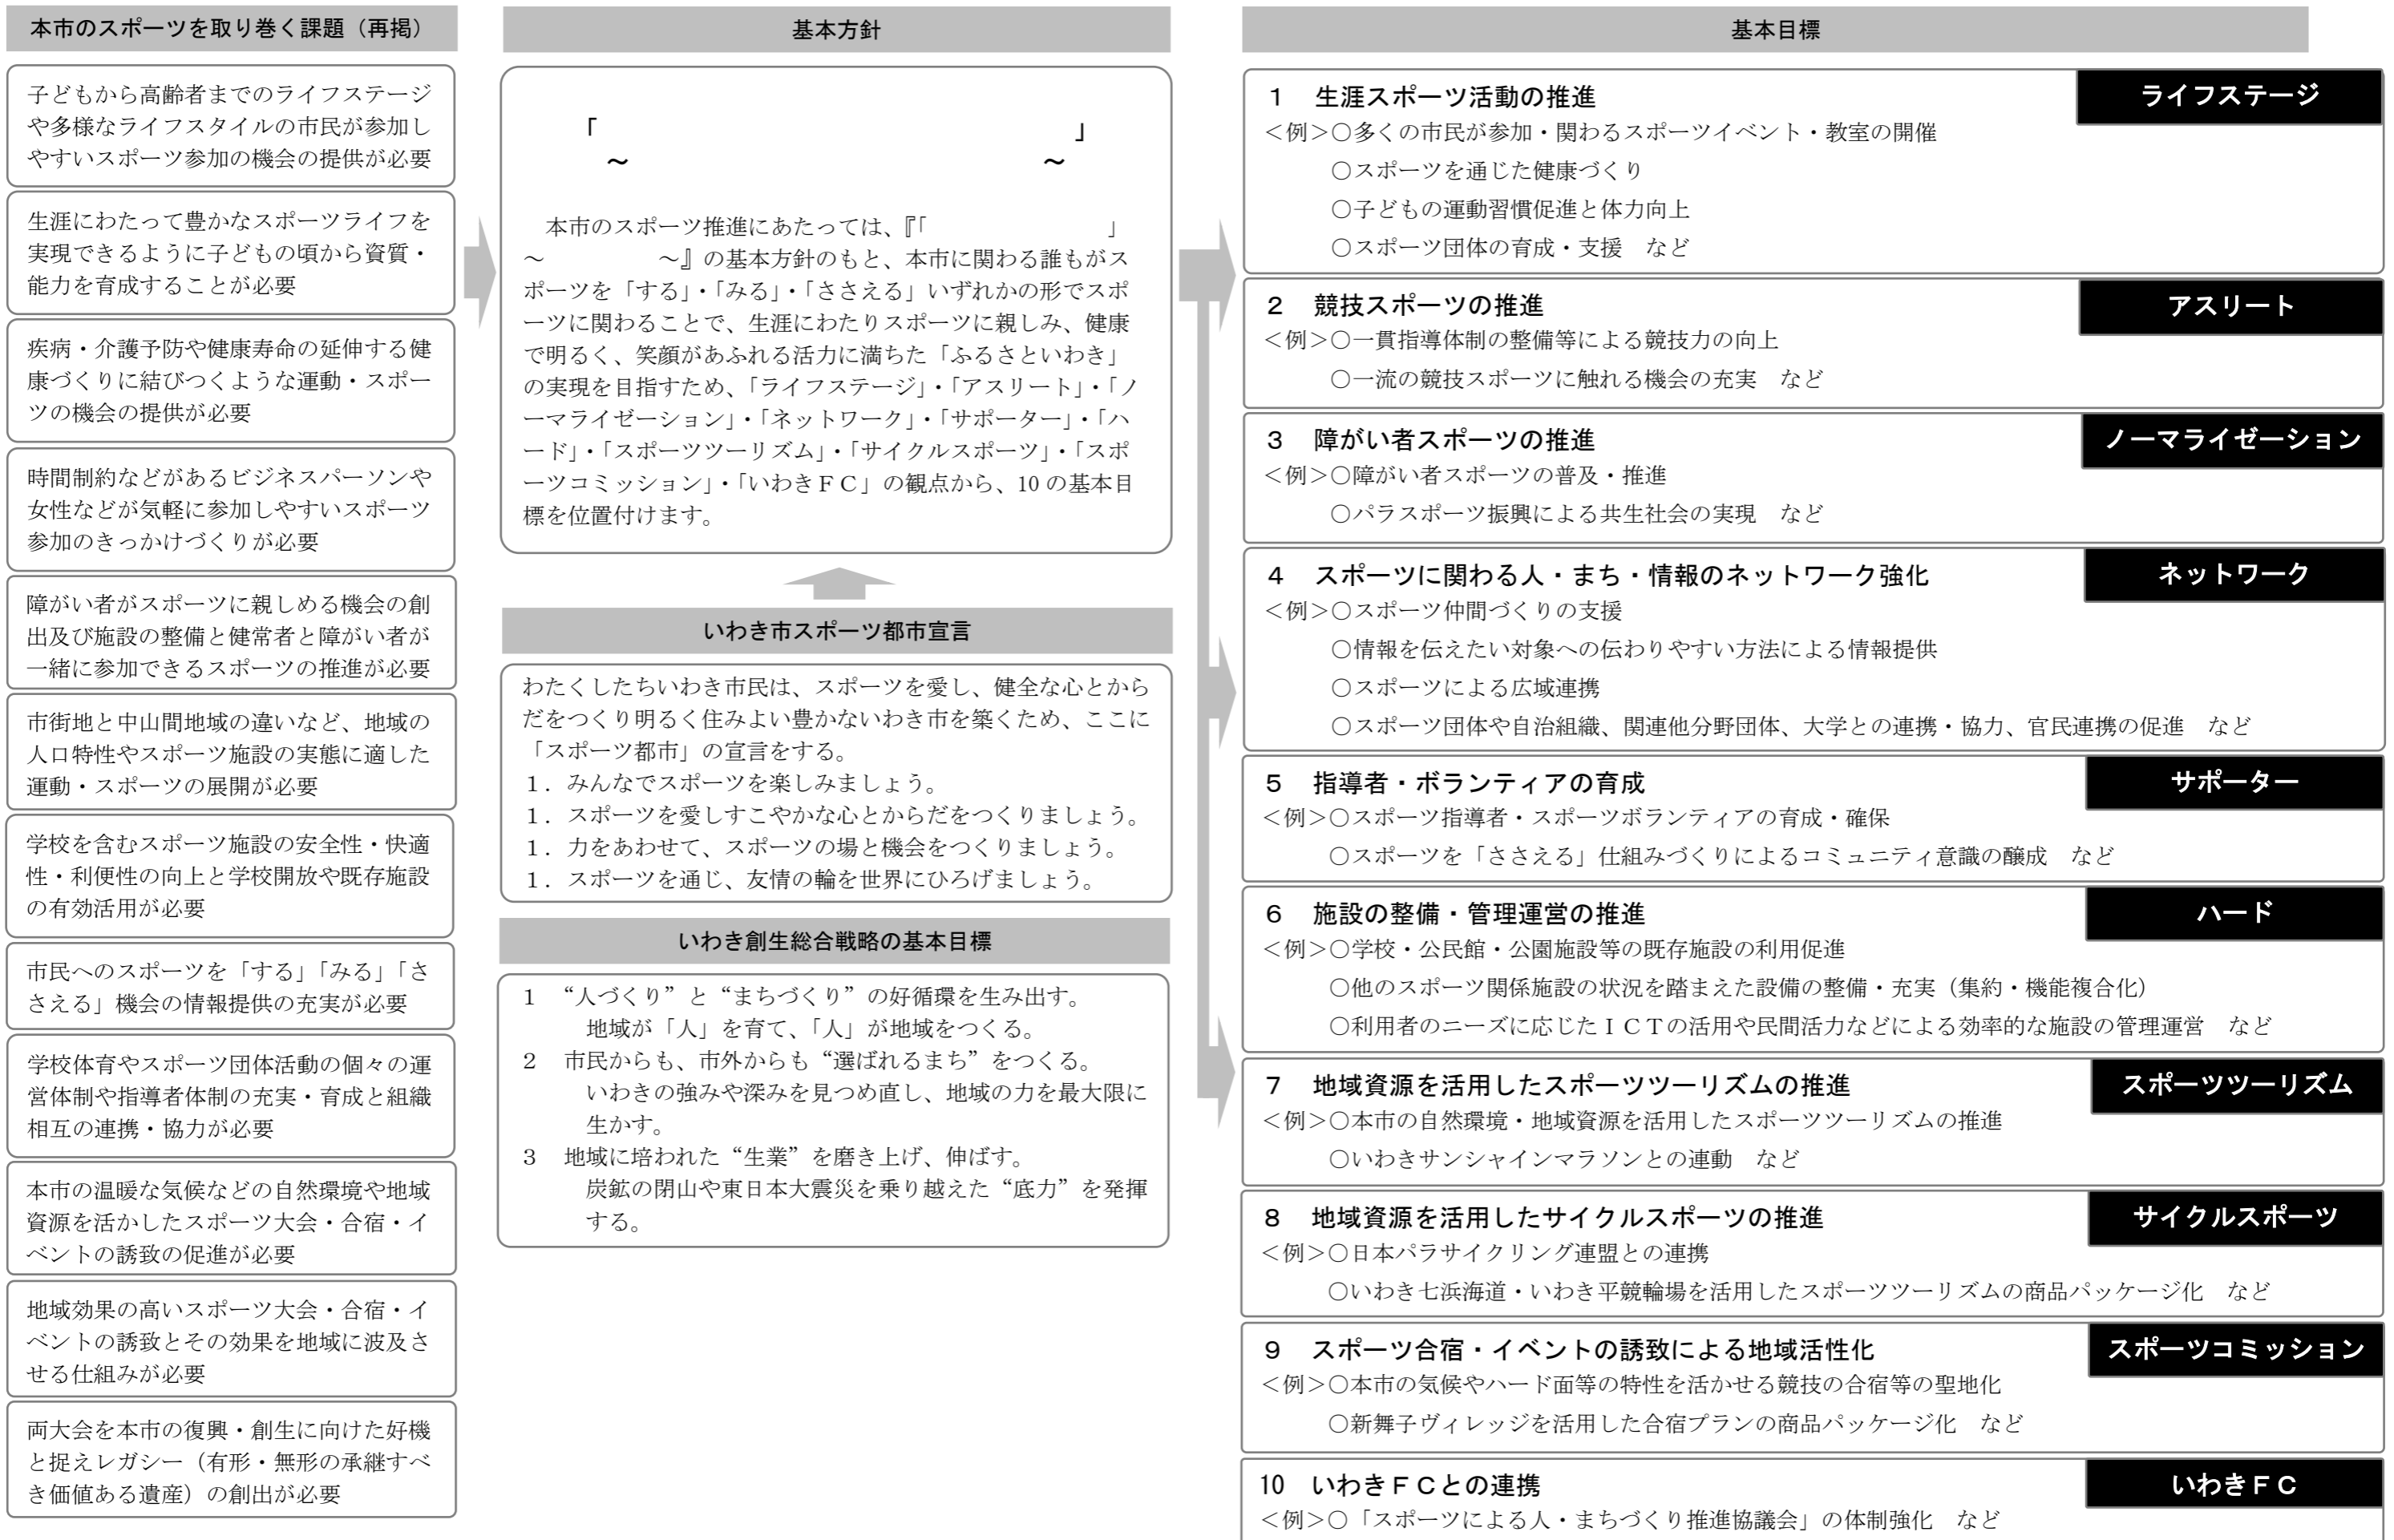 本市のスポーツを取り巻く課題（再掲）
子どもから高齢者までのライフステージ
や多様なライフスタイルの市民が参加し
やすいスポーツ参加の機会の提供が必要
生涯にわたって豊かなスポーツライフを
実現できるように子どもの頃から資質・
能力を育成することが必要
疾病・介護予防や健康寿命の延伸する健
康づくりに結びつくような運動・スポー
ツの機会の提供が必要
時間制約などがあるビジネスパーソンや
女性などが気軽に参加しやすいスポーツ
参加のきっかけづくりが必要
障がい者がスポーツに親しめる機会の創
出及び施設の整備と健常者と障がい者が
一緒に参加できるスポーツの推進が必要
市街地と中山間地域の違いなど、地域の
人口特性やスポーツ施設の実態に適した
運動・スポーツの展開が必要
学校を含むスポーツ施設の安全性・快適
性・利便性の向上と学校開放や既存施設
の有効活用が必要
市民へのスポーツを「する」「みる」「さ
さえる」機会の情報提供の充実が必要
学校体育やスポーツ団体活動の個々の運
営体制や指導者体制の充実・育成と組織
相互の連携・協力が必要
本市の温暖な気候などの自然環境や地域
資源を活かしたスポーツ大会・合宿・イ
ベントの誘致の促進が必要
地域効果の高いスポーツ大会・合宿・イ
ベントの誘致とその効果を地域に波及さ
せる仕組みが必要
両大会を本市の復興・創生に向けた好機
と捉えレガシー（有形・無形の承継すべ
き価値ある遺産）の創出が必要
基本方針
「　　　　　　　　　　　　　　　」
～　　　　　　　　　　　　　　～
本市のスポーツ推進にあたっては、『「　　　　　　　　」
～　　　　　～』の基本方針のもと、本市に関わる誰もがス
ポーツを「する」・「みる」・「ささえる」いずれかの形でスポ
ーツに関わることで、生涯にわたりスポーツに親しみ、健康
で明るく、笑顔があふれる活力に満ちた「ふるさといわき」
の実現を目指すため、「ライフステージ」・「アスリート」・「ノ
ーマライゼーション」・「ネットワーク」・「サポーター」・「ハ
ード」・「スポーツツーリズム」・「サイクルスポーツ」・「スポ
ーツコミッション」・「いわきＦＣ」の観点から、10 の基本目
標を位置付けます。
いわき市スポーツ都市宣言
わたくしたちいわき市民は、スポーツを愛し、健全な心とから
だをつくり明るく住みよい豊かないわき市を築くため、ここに
「スポーツ都市」の宣言をする。
１．みんなでスポーツを楽しみましょう。
１．スポーツを愛しすこやかな心とからだをつくりましょう。
１．力をあわせて、スポーツの場と機会をつくりましょう。
１．スポーツを通じ、友情の輪を世界にひろげましょう。
いわき創生総合戦略の基本目標
１　“人づくり”と“まちづくり”の好循環を生み出す。
地域が「人」を育て、「人」が地域をつくる。
２　市民からも、市外からも“選ばれるまち”をつくる。
いわきの強みや深みを見つめ直し、地域の力を最大限に
生かす。
３　地域に培われた“生業”を磨き上げ、伸ばす。
炭鉱の閉山や東日本大震災を乗り越えた“底力”を発揮
する。
基本目標
１　生涯スポーツ活動の推進　ライフステージ
＜例＞○多くの市民が参加・関わるスポーツイベント・教室の開催
○スポーツを通じた健康づくり
○子どもの運動習慣促進と体力向上
○スポーツ団体の育成・支援　など
２　競技スポーツの推進　アスリート
＜例＞○一貫指導体制の整備等による競技力の向上
○一流の競技スポーツに触れる機会の充実　など
３　障がい者スポーツの推進　ノーマライゼーション
＜例＞○障がい者スポーツの普及・推進
○パラスポーツ振興による共生社会の実現　など
４　スポーツに関わる人・まち・情報のネットワーク強化　ネットワーク
＜例＞○スポーツ仲間づくりの支援
○情報を伝えたい対象への伝わりやすい方法による情報提供
○スポーツによる広域連携
○スポーツ団体や自治組織、関連他分野団体、大学との連携・協力、官民連携の促進　など
５　指導者・ボランティアの育成　サポーター
＜例＞○スポーツ指導者・スポーツボランティアの育成・確保
○スポーツを「ささえる」仕組みづくりによるコミュニティ意識の醸成　など
６　施設の整備・管理運営の推進　ハード
＜例＞○学校・公民館・公園施設等の既存施設の利用促進
○他のスポーツ関係施設の状況を踏まえた設備の整備・充実（集約・機能複合化）
○利用者のニーズに応じたＩＣＴの活用や民間活力などによる効率的な施設の管理運営　など
７　地域資源を活用したスポーツツーリズムの推進　スポーツツーリズム
＜例＞○本市の自然環境・地域資源を活用したスポーツツーリズムの推進
○いわきサンシャインマラソンとの連動　など
８　地域資源を活用したサイクルスポーツの推進　サイクルスポーツ
＜例＞○日本パラサイクリング連盟との連携
○いわき七浜海道・いわき平競輪場を活用したスポーツツーリズムの商品パッケージ化　など
９　スポーツ合宿・イベントの誘致による地域活性化　スポーツコミッション
＜例＞○本市の気候やハード面等の特性を活かせる競技の合宿等の聖地化
○新舞子ヴィレッジを活用した合宿プランの商品パッケージ化　など
10　いわきＦＣとの連携　いわきＦＣ
＜例＞○「スポーツによる人・まちづくり推進協議会」の体制強化　など